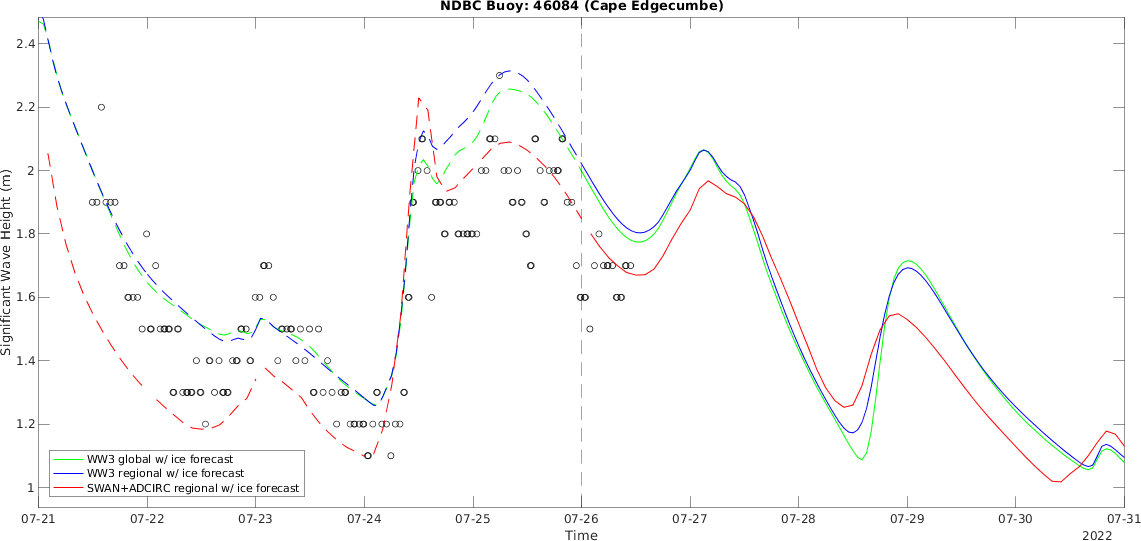 NDBC Buoy: 46084 (Cape Edgecumbe)
2.4
2.2
2
1.8
1.6
1.4
1.2
1
Significant Wave Height (m)
WW3 global w/ ice forecast
WW3 regional w/ ice forecast
SWAN+ADCIRC regional w/ ice forecast
07-21 07-22 07-23 07-24 07-25 07-26 07-27 07-28 07-29 07-30 07-31
Time
2022